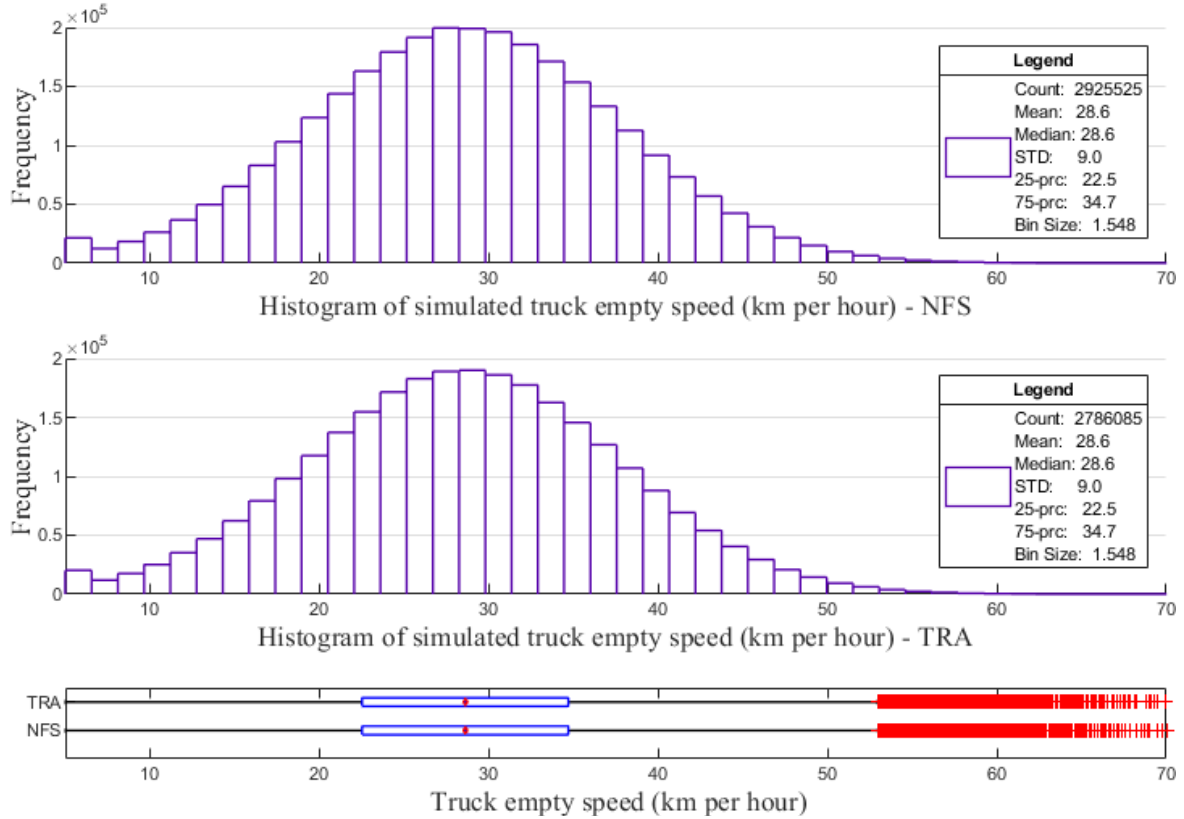 ×10^5
2
1.5
1
0.5
0
Frequency
Legend
Count: 2925525
Mean: 28.6
Median: 28.6
STD: 9.0
25-prc: 22.5
75-prc: 34.7
Bin Size: 1.548
10 20 30 40 50 60 70
Histogram of simulated truck empty speed (km per hour) - NFS
×10^5
2
1.5
1
0.5
0
Frequency
Legend
Count: 2786085
Mean: 28.6
Median: 28.6
STD: 9.0
25-prc: 22.5
75-prc: 34.7
Bin Size: 1.548
10 20 30 40 50 60 70
Histogram of simulated truck empty speed (km per hour) - TRA
TRA
NFS
10 20 30 40 50 60 70
Truck empty speed (km per hour)